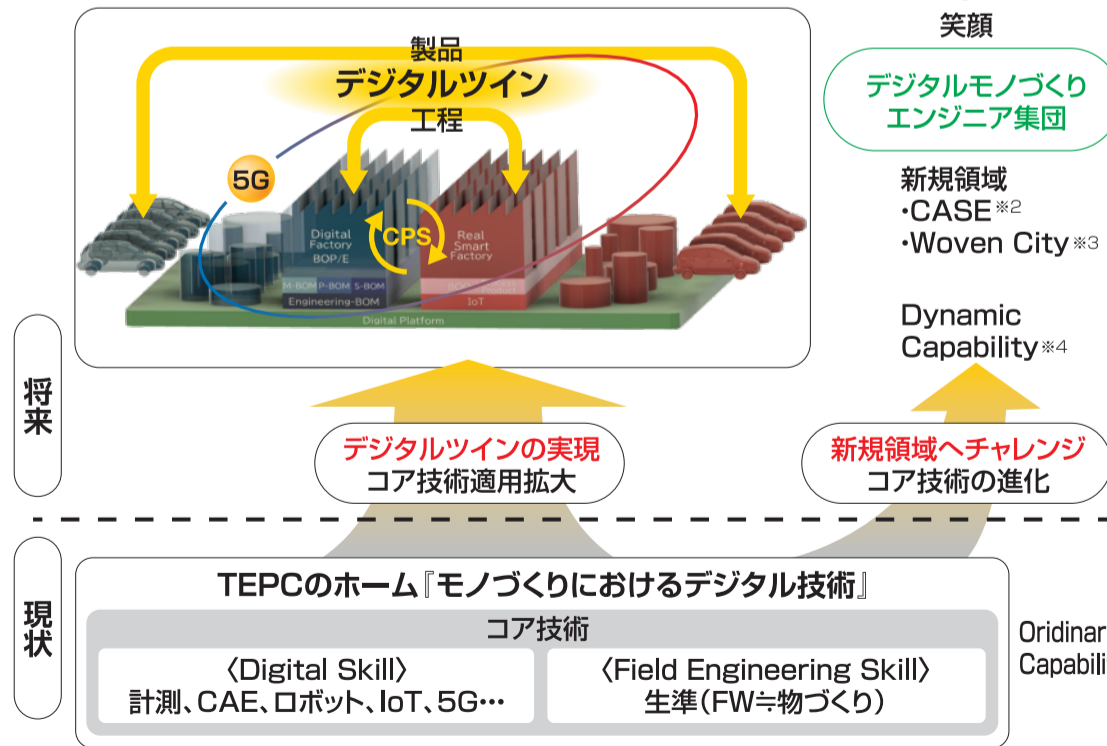 笑顔
デジタルモノづくり
エンジニア集団
新規領域
・CASE※2
・Woven City※3
Dynamic
Capability※4
製品
デジタルツイン
工程
5G
CPS
Digital
Factory
BOP/E
M-BOM P-BOM S-BOM
Engineering-BOM
Real
Smart
Factory
IoT
Digital Platform
将来
デジタルツインの実現
コア技術適用拡大
新規領域へチャレンジ
コア技術の進化
現状
TEPCのホーム『モノづくりにおけるデジタル技術』
コア技術
〈Digital Skill〉
計測、CAE、ロボット、IoT、5G…
〈Field Engineering Skill〉
生準(FW≒物づくり)
Oridinar
Capabili